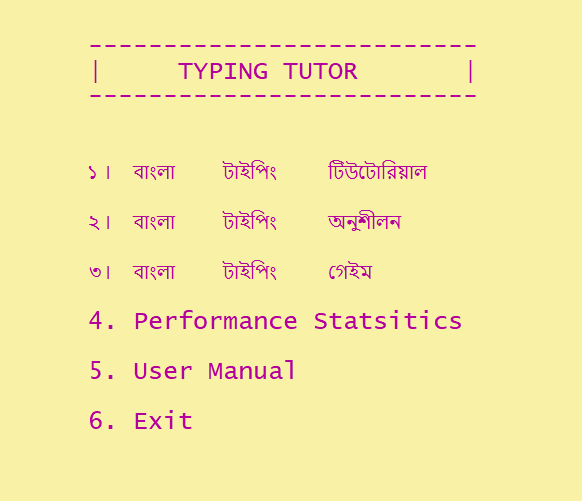 ---------------------------
|     TYPING TUTOR        |
---------------------------
১। বাংলা টাইপিং টিউটোরিয়াল
২। বাংলা টাইপিং অনুশীলন
৩। বাংলা টাইপিং গেইম
4. Performance Statsitics
5. User Manual
6. Exit